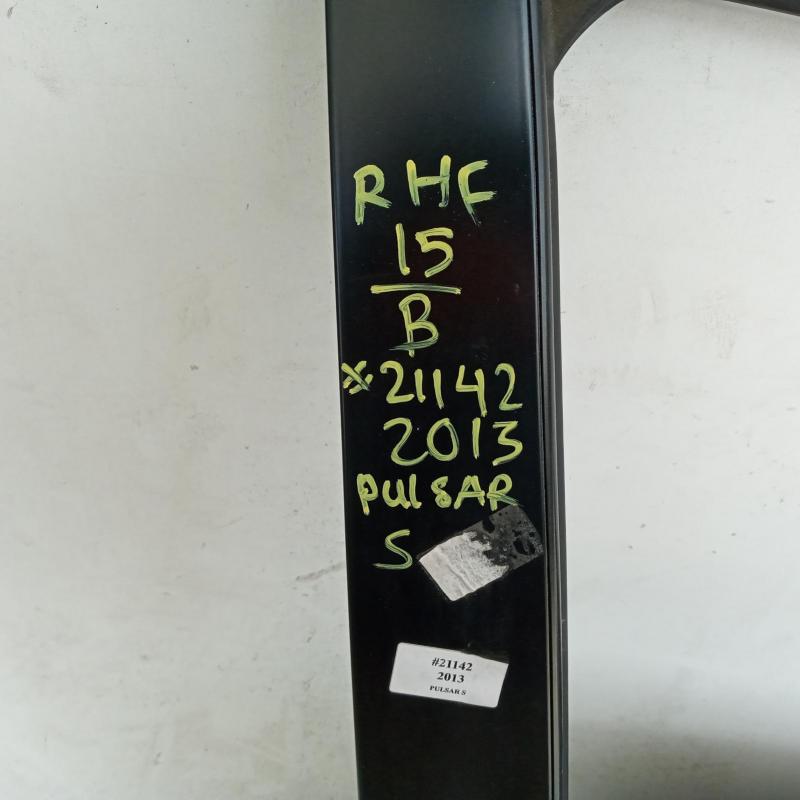 RHF
15
B
*21142
2013
PULSAR
S
#21142
2013
PULSAR S